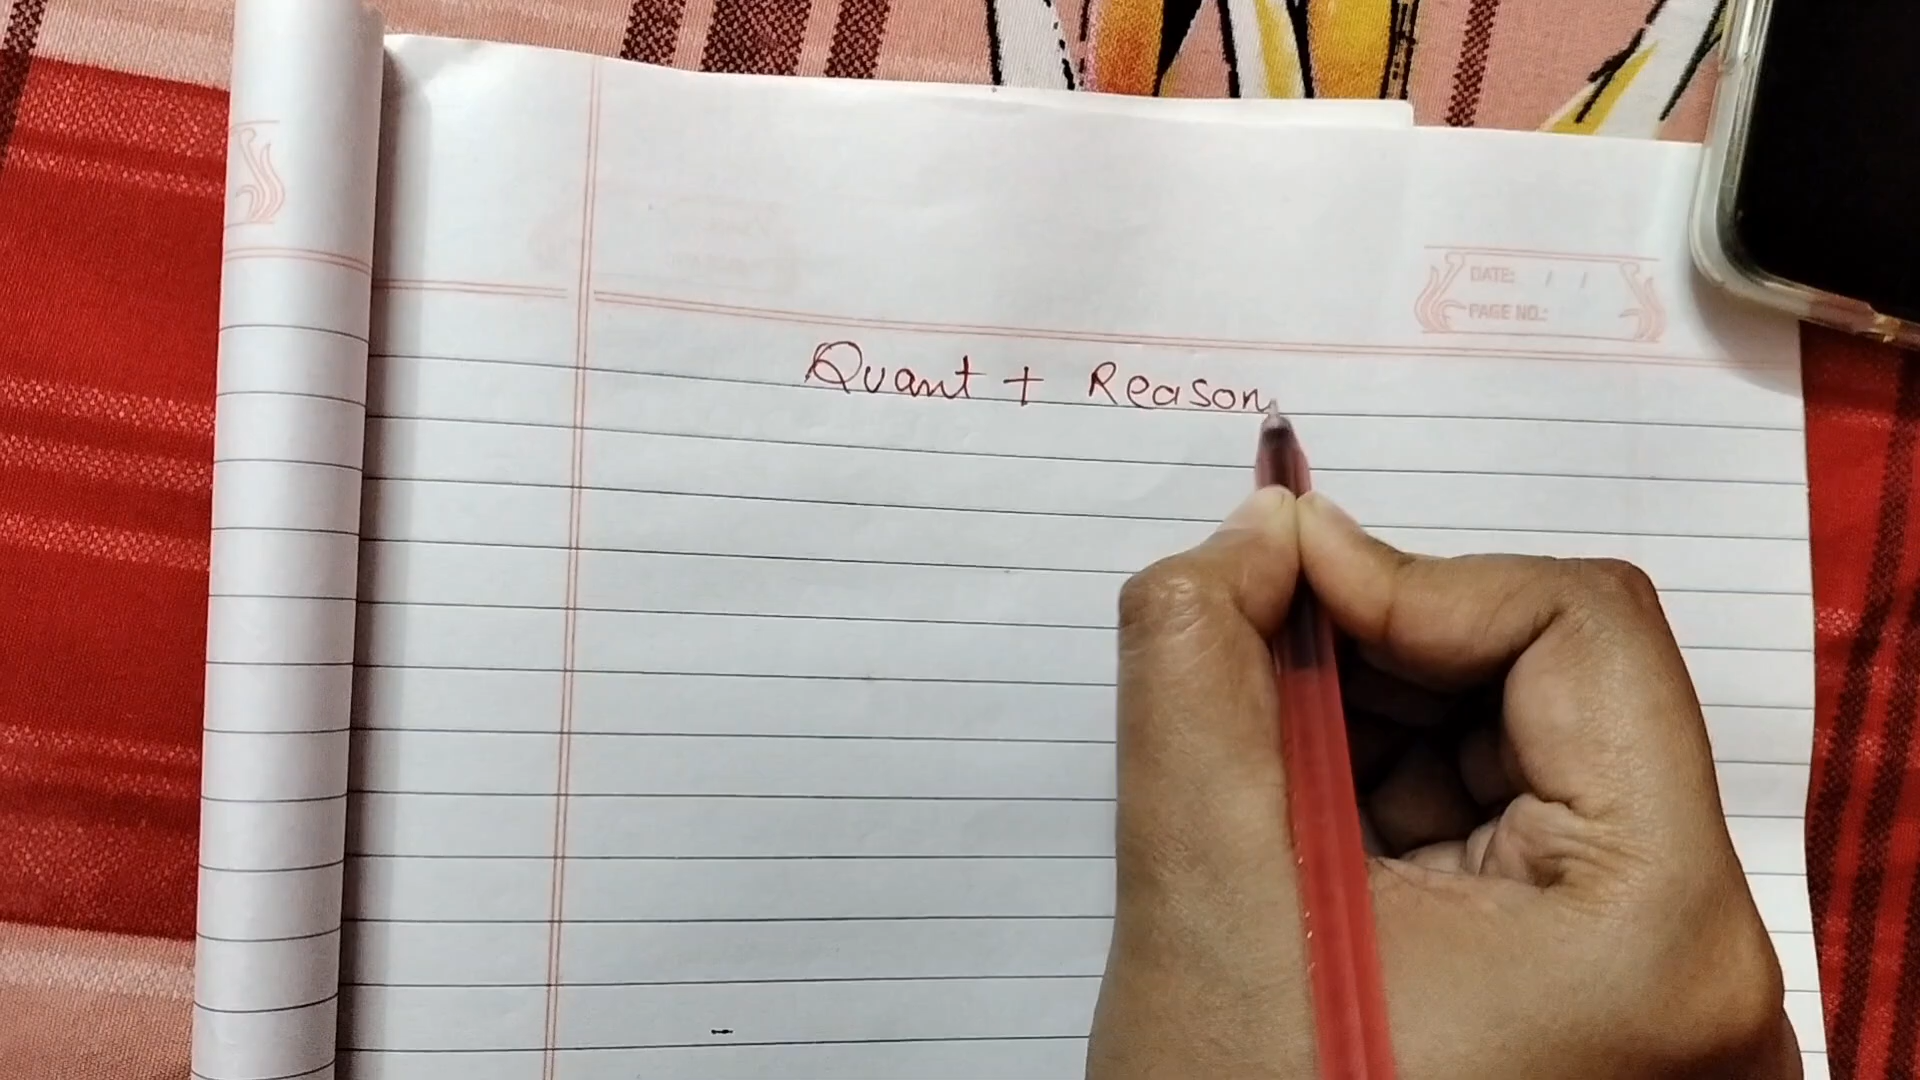 DATE: / /
PAGE NO.:
Quant + Reason